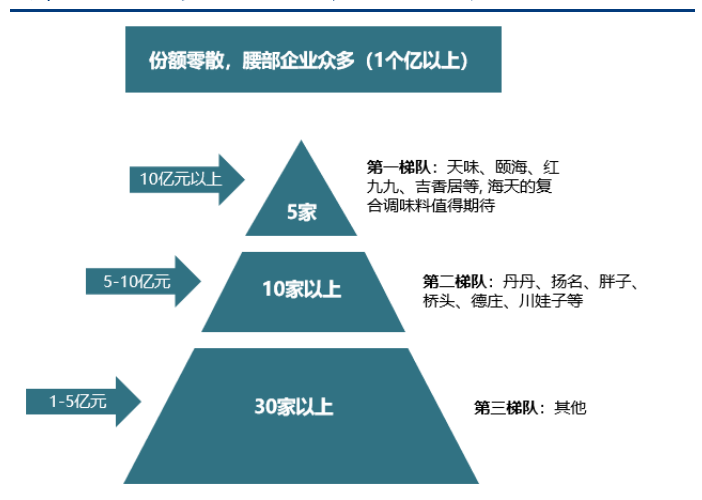 份额零散，腰部企业众多（1个亿以上）
10亿元以上
5家
第一梯队：天味、颐海、红
九九、吉香居等, 海天的复
合调味料值得期待
5-10亿元
10家以上
第二梯队：丹丹、扬名、胖子、
桥头、德庄、川娃子等
1-5亿元
30家以上
第三梯队：其他